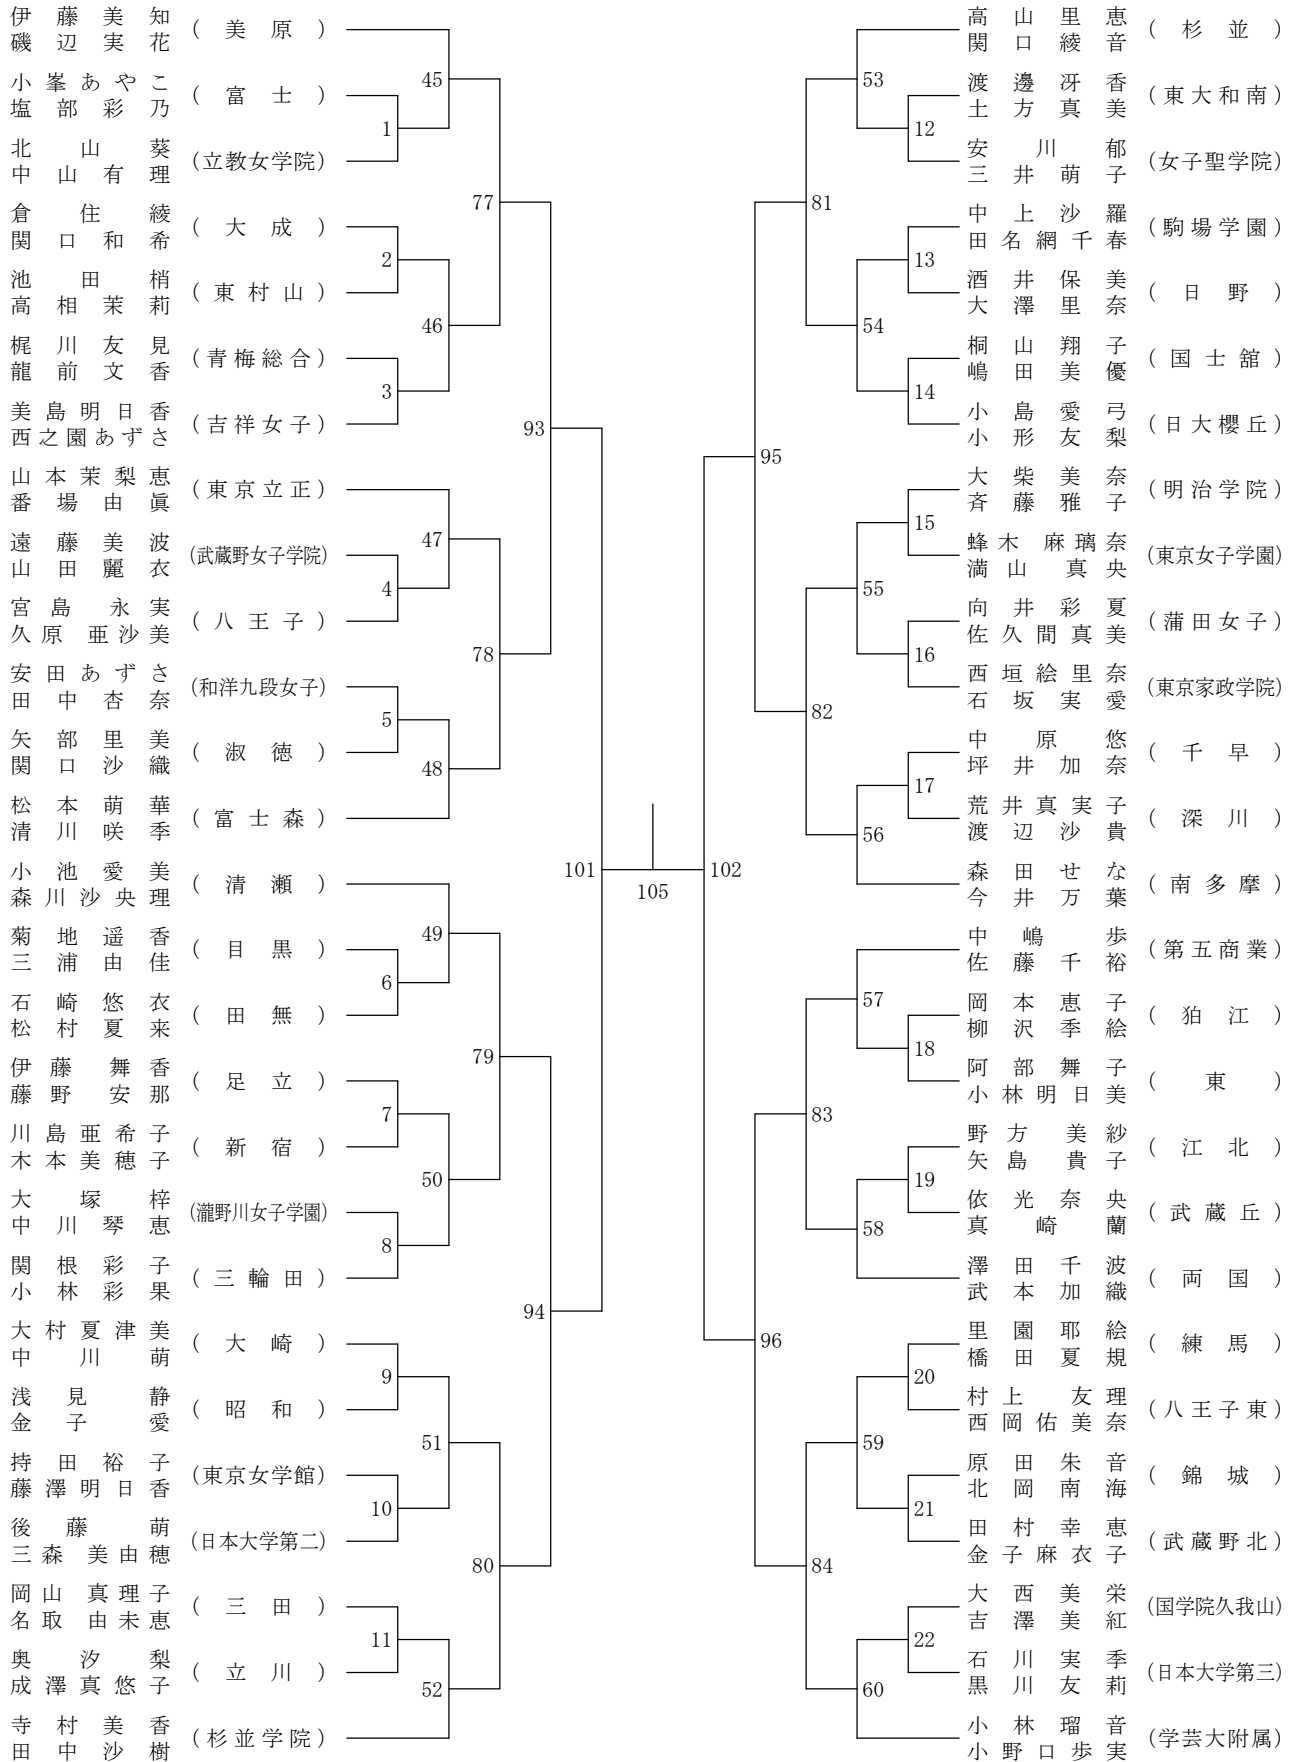 伊藤美知
磯辺実花
(美原)
小峯あやこ
塩部彩乃
(富士)
北山葵
中山有理
(立教女学院)
倉住綾
関口和希
(大成)
池田梢
高相茉莉
(東村山)
梶川友見
龍前文香
(青梅総合)
美島明日香
西之園あずさ
(吉祥女子)
山本茉梨恵
番場由眞
(東京立正)
遠藤美波
山田麗衣
(武蔵野女子学院)
宮島永実
久原亜沙美
(八王子)
安田あずさ
田中杏奈
(和洋九段女子)
矢部里美
関口沙織
(淑徳)
松本萌華
清川咲季
(富士森)
小池愛美
森川沙央理
(清瀬)
菊地遥香
三浦由佳
(目黒)
石崎悠衣
松村夏来
(田無)
伊藤舞香
藤野安那
(足立)
川島亜希子
木本美穂子
(新宿)
大塚梓
中川琴恵
(瀧野川女子学園)
関根彩子
小林彩果
(三輪田)
大村夏津美
中川萌
(大崎)
浅見静
金子愛
(昭和)
持田裕子
藤澤明日香
(東京女学館)
後藤萌
三森美由穂
(日本大学第二)
岡山真理子
名取由未恵
(三田)
奥汐梨
成澤真悠子
(立川)
寺村美香
田中沙樹
(杉並学院)
45
1
77
2
46
3
93
47
4
78
5
48
101
49
6
79
7
50
8
94
9
51
10
80
11
52
105
102
53
12
81
13
54
14
95
15
55
16
82
17
56
57
18
83
19
58
96
20
59
21
84
22
60
高山里恵
関口綾音
(杉並)
渡邊冴香
土方真美
(東大和南)
安川郁
三井萌子
(女子聖学院)
中上沙羅
田名網千春
(駒場学園)
酒井保美
大澤里奈
(日野)
桐山翔子
嶋田美優
(国士舘)
小島愛弓
小形友梨
(日大櫻丘)
大柴美奈
斉藤雅子
(明治学院)
蜂木麻璃奈
満山真央
(東京女子学園)
向井彩夏
佐久間真美
(蒲田女子)
西垣絵里奈
石坂実愛
(東京家政学院)
中原悠
坪井加奈
(千早)
荒井真実子
渡辺沙貴
(深川)
森田せな
今井万葉
(南多摩)
中嶋歩
佐藤千裕
(第五商業)
岡本恵子
柳沢季絵
(狛江)
阿部舞子
小林明日美
(東)
野方美紗
矢島貴子
(江北)
依光奈央
真崎蘭
(武蔵丘)
澤田千波
武本加織
(両国)
里園耶絵
橋田夏規
(練馬)
村上友理
西岡佑美奈
(八王子東)
原田朱音
北岡南海
(錦城)
田村幸恵
金子麻衣子
(武蔵野北)
大西美栄
吉澤美紅
(国学院久我山)
石川実季
黒川友莉
(日本大学第三)
小林瑠音
小野口歩実
(学芸大附属)